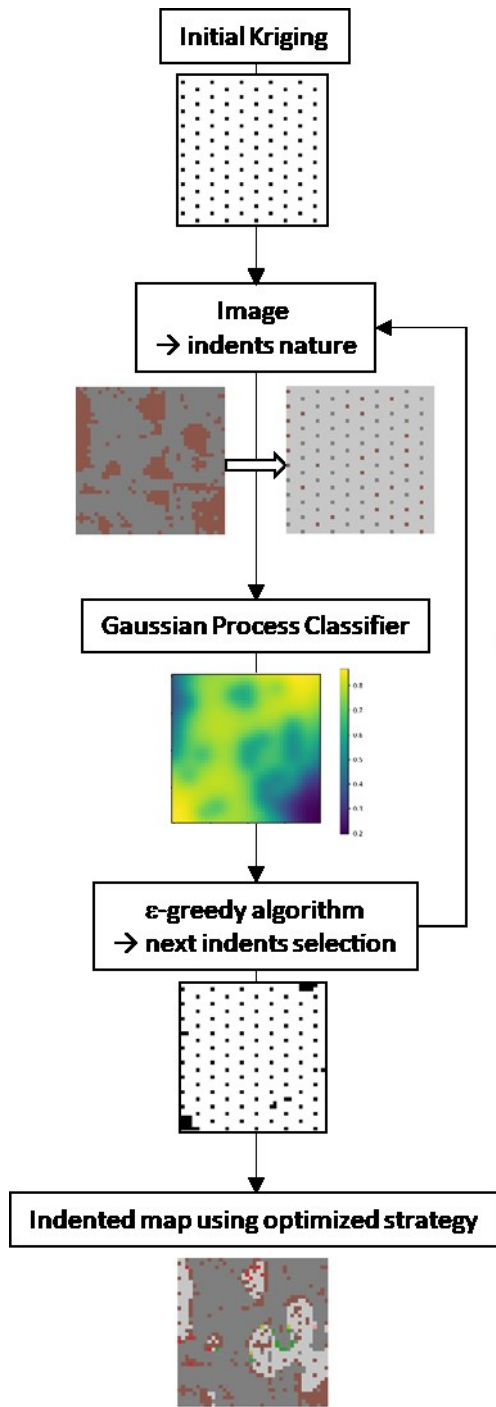 Initial Kriging
Image
→ indents nature
Gaussian Process Classifier
0.8
0.7
0.6
0.5
0.4
0.3
0.2
ε-greedy algorithm
→ next indents selection
Indented map using optimized strategy